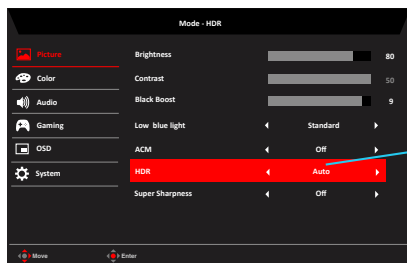 Mode - HDR
Picture
Color
Audio
Gaming
OSD
System
Brightness 80
Contrast 50
Black Boost 9
Low blue light Standard
ACM Off
HDR Auto
Super Sharpness Off
Move Enter